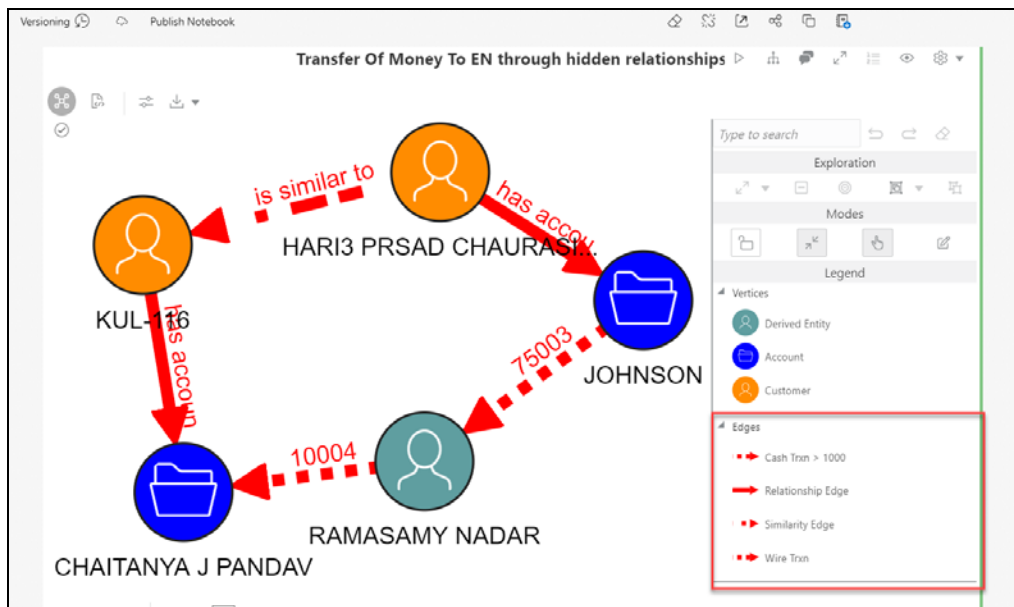 Versioning
Publish Notebook
Transfer Of Money To EN through hidden relationships
Type to search
Exploration
Modes
Legend
Vertices
Derived Entity
Account
Customer
Edges
Cash Trxn > 1000
Relationship Edge
Similarity Edge
Wire Trxn
is similar to
has accou
HARI3 PRSAD CHAURASI...
KUL-116
has accoun
75003
JOHNSON
10004
RAMASAMY NADAR
CHAITANYA J PANDAV